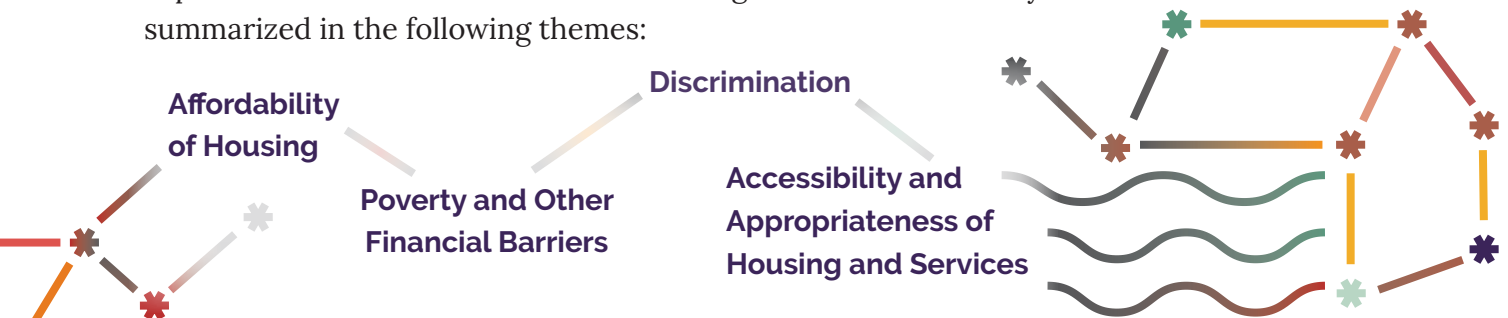 summarized in the following themes:
Affordability
of Housing
Poverty and Other
Financial Barriers
Discrimination
Accessibility and
Appropriateness of
Housing and Services